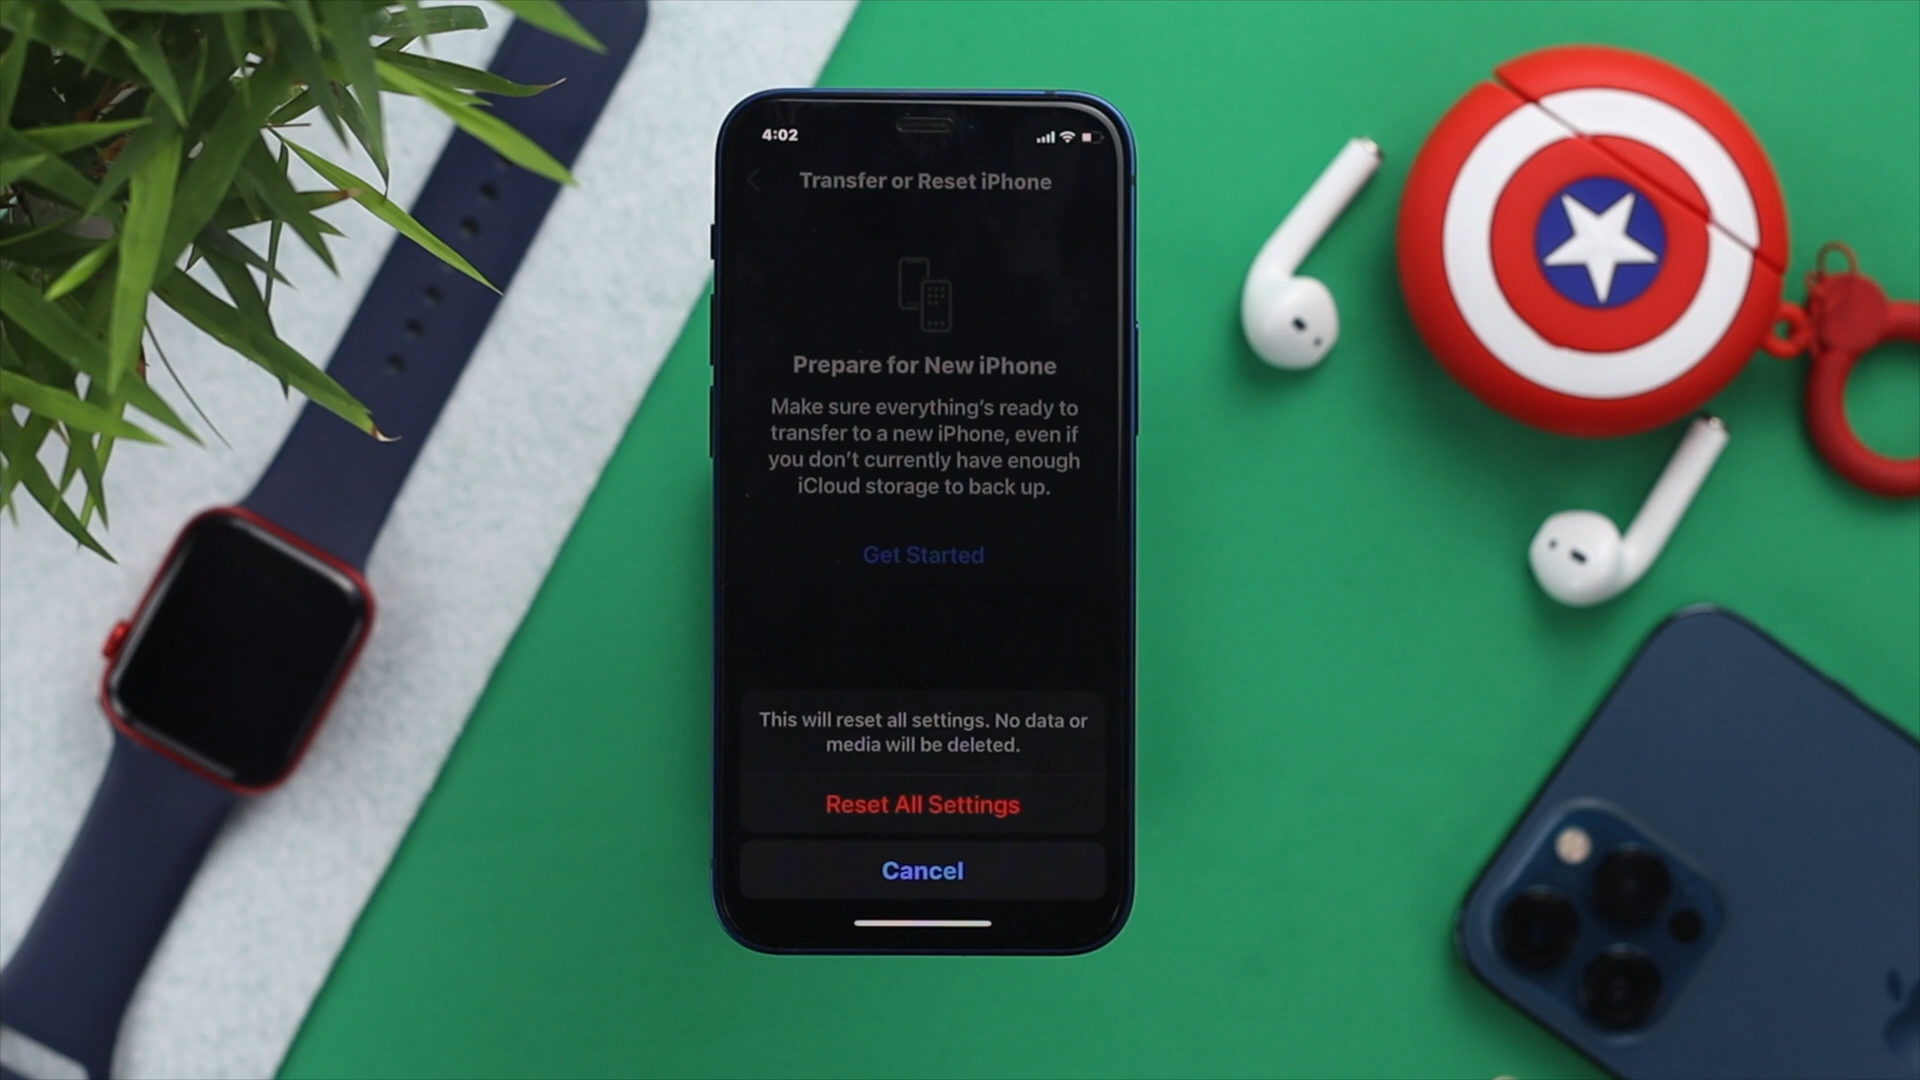 4:02
Transfer or Reset iPhone
Prepare for New iPhone
Make sure everything's ready to
transfer to a new iPhone, even if
you don't currently have enough
iCloud storage to back up.
Get Started
This will reset all settings. No data or
media will be deleted.
Reset All Settings
Cancel